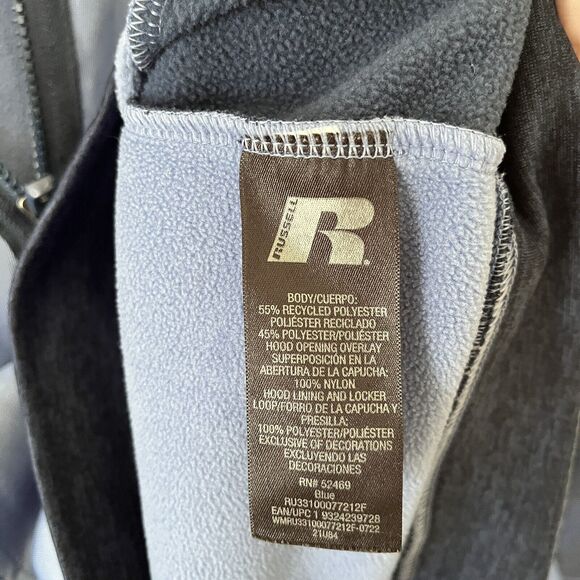 RUSSELL
R®
BODY/CUERPO:
55% RECYCLED POLYESTER
POLIÉSTER RECICLADO
45% POLYESTER/POLIÉSTER
HOOD OPENING OVERLAY
SUPERPOSICIÓN EN LA
ABERTURA DE LA CAPUCHA:
100% NYLON
HOOD LINING AND LOCKER
LOOP/FORRO DE LA CAPUCHA Y
PRESILLA:
100% POLYESTER/POLIÉSTER
EXCLUSIVE OF DECORATIONS
EXCLUYENDO LAS
DECORACIONES
RN# 52469
Blue
RU33100077212F
EAN/UPC 1 9324239728
WMRU33100077212F-0722
21U84